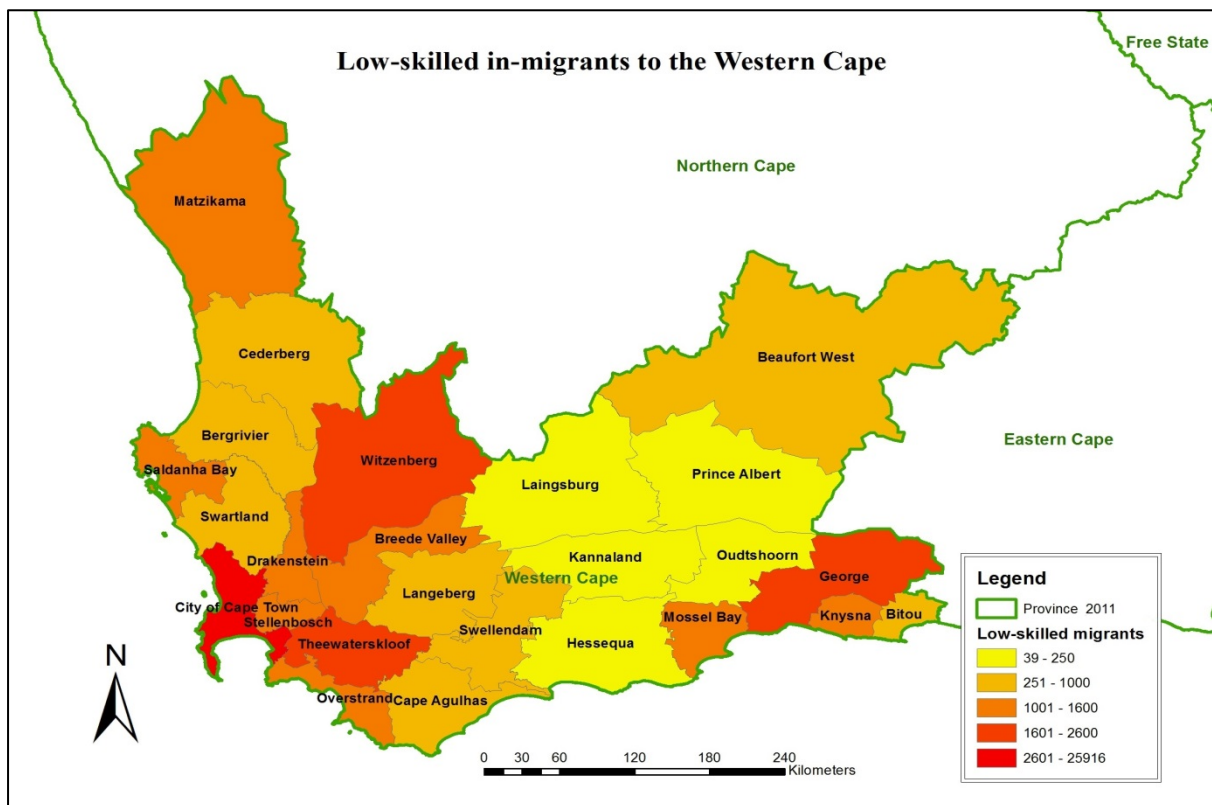 Low-skilled in-migrants to the Western Cape
Free State
Northern Cape
Matzikama
Cederberg
Beaufort West
Bergrivier
Eastern Cape
Witzenberg
Saldanha Bay
Laingsburg
Prince Albert
Swartland
Breede Valley
Drakenstein
Kannaland
Oudtshoorn
George
Western Cape
Langeberg
City of Cape Town
Stellenbosch
Mossel Bay
Knysna
Bitou
Swellendam
Theewaterskloof
Hessequa
Overstrand
Cape Agulhas
N
0 30 60 120 180 240
Kilometers
Legend
Province 2011
Low-skilled migrants
39 - 250
251 - 1000
1001 - 1600
1601 - 2600
2601 - 25916